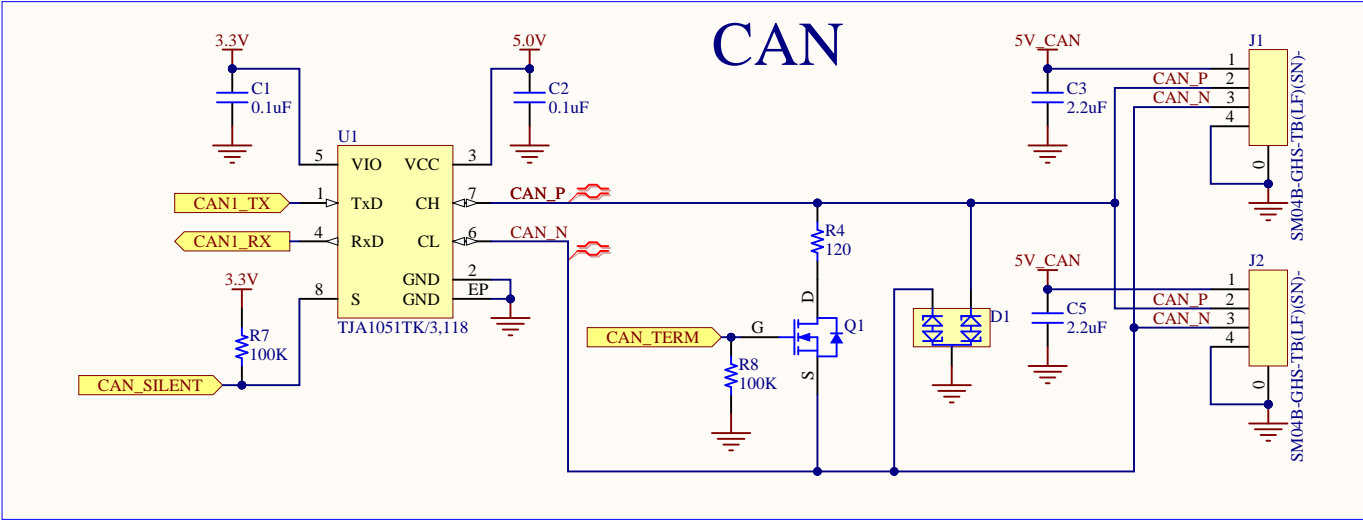 CAN
3.3V
C1
0.1uF
5.0V
C2
0.1uF
U1
5 VIO VCC 3
CAN1_TX 1 TxD CH 7 CAN_P
CAN1_RX 4 RxD CL 6 CAN_N
GND 2
8 S GND EP
TJA1051TK/3,118
3.3V
R7
100K
CAN_SILENT
CAN_TERM
R8
100K
R4
120
D
G
Q1
S
D1
5V_CAN
C3
2.2uF
J1
1
CAN_P 2
CAN_N 3
4
0
SM04B-GHS-TB(LF)(SN)-
5V_CAN
C5
2.2uF
J2
1
CAN_P 2
CAN_N 3
4
0
SM04B-GHS-TB(LF)(SN)-